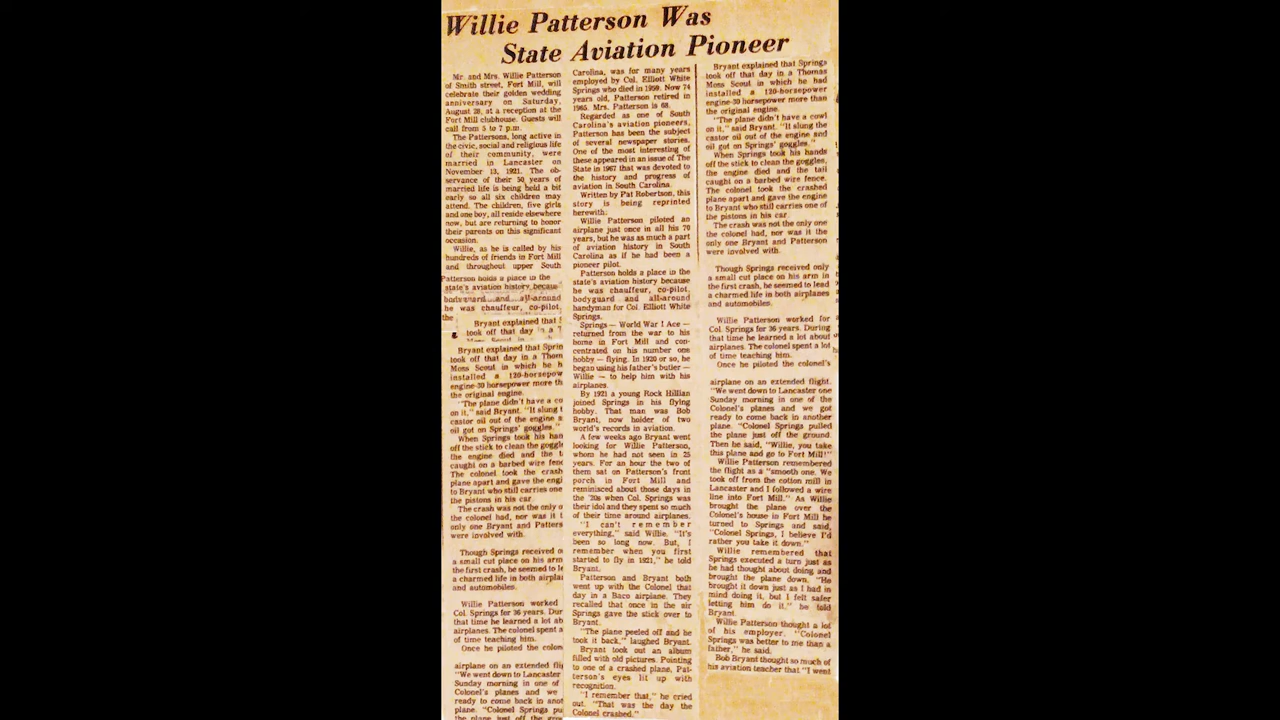 Willie Patterson Was
State Aviation Pioneer
Mr. and Mrs. Willie Patterson
of Smith street, Fort Mill, will
celebrate their golden wedding
anniversary on Saturday,
August 28, at a reception at the
Fort Mill clubhouse. Guests will
call from 5 to 7 p.m.
The Pattersons, long active in
the civic, social and religious life
of their community, were
married in Lancaster on
November 13, 1921. The ob-
servance of their 50 years of
married life is being held a bit
early so all six children may
attend. The children, five girls
and one boy, all reside elsewhere
now, but are returning to honor
their parents on this significant
occasion.
Willie, as he is called by his
hundreds of friends in Fort Mill
and throughout upper South
Patterson holds a place in the
state's aviation history, becau
bodyguard and all-around
he was chauffeur, co-pilot,
the
Bryant explained that S
took off that day in a T
Bryant explained that Sprin
took off that day in a Thom
Moss Scout in which he h
installed a 120-horsepow
engine-30 horsepower more th
the original engine.
"The plane didn't have a co
on it," said Bryant. "It slung t
castor oil out of the engine a
oil got on Springs' goggles."
When Springs took his han
off the stick to clean the goggl
the engine died and the t
caught on a barbed wire fenc
The colonel took the crash
plane apart and gave the engi
to Bryant who still carries one
the pistons in his car.
The crash was not the only o
the colonel had, nor was it t
only one Bryant and Patters
were involved with.
Though Springs received o
a small cut place on his arm
the first crash, he seemed to le
a charmed life in both airpla
and automobiles.
Willie Patterson worked
Col. Springs for 36 years. Dur
that time he learned a lot ab
airplanes. The colonel spent a
of time teaching him.
Once he piloted the colon
airplane on an extended flig
"We went down to Lancaster
Sunday morning in one of
Colonel's planes and we
ready to come back in anot
plane. "Colonel Springs pu
the plane just off the gro
Carolina, was for many years
employed by Col. Elliott White
Springs who died in 1959. Now 74
years old, Patterson retired in
1965. Mrs. Patterson is 68.
Regarded as one of South
Carolina's aviation pioneers,
Patterson has been the subject
of several newspaper stories.
One of the most interesting of
these appeared in an issue of The
State in 1967 that was devoted to
the history and progress of
aviation in South Carolina.
Written by Pat Robertson, this
story is being reprinted
herewith.
Willie Patterson piloted an
airplane just once in all his 70
years, but he was as much a part
of aviation history in South
Carolina as if he had been a
pioneer pilot.
Patterson holds a place in the
state's aviation history because
he was chauffeur, co-pilot,
bodyguard and all-around
handyman for Col. Elliott White
Springs.
Springs — World War I Ace —
returned from the war to his
home in Fort Mill and con-
centrated on his number one
hobby — flying. In 1920 or so, he
began using his father's butler —
Willie — to help him with his
airplanes.
By 1921 a young Rock Hillian
joined Springs in his flying
hobby. That man was Bob
Bryant, now holder of two
world's records in aviation.
A few weeks ago Bryant went
looking for Willie Patterson,
whom he had not seen in 25
years. For an hour the two of
them sat on Patterson's front
porch in Fort Mill and
reminisced about those days in
the '20s when Col. Springs was
their idol and they spent so much
of their time around airplanes.
"I can't remember
everything," said Willie. "It's
been so long now. But, I
remember when you first
started to fly in 1921," he told
Bryant.
Patterson and Bryant both
went up with the Colonel that
day in a Baco airplane. They
recalled that once in the air
Springs gave the stick over to
Bryant.
"The plane peeled off and he
took it back," laughed Bryant.
Bryant took out an album
filled with old pictures. Pointing
to one of a crashed plane, Pat-
terson's eyes lit up with
recognition.
"I remember that," he cried
out. "That was the day the
Colonel crashed."
Bryant explained that Springs
took off that day in a Thomas
Moss Scout in which he had
installed a 120-horsepower
engine-30 horsepower more than
the original engine.
"The plane didn't have a cowl
on it," said Bryant. "It slung the
castor oil out of the engine and
oil got on Springs' goggles."
When Springs took his hands
off the stick to clean the goggles,
the engine died and the tail
caught on a barbed wire fence.
The colonel took the crashed
plane apart and gave the engine
to Bryant who still carries one of
the pistons in his car.
The crash was not the only one
the colonel had, nor was it the
only one Bryant and Patterson
were involved with.
Though Springs received only
a small cut place on his arm in
the first crash, he seemed to lead
a charmed life in both airplanes
and automobiles.
Willie Patterson worked for
Col. Springs for 36 years. During
that time he learned a lot about
airplanes. The colonel spent a lot
of time teaching him.
Once he piloted the colonel's
airplane on an extended flight.
"We went down to Lancaster one
Sunday morning in one of the
Colonel's planes and we got
ready to come back in another
plane. "Colonel Springs pulled
the plane just off the ground.
Then he said, "Willie, you take
this plane and go to Fort Mill!"
Willie Patterson remembered
the flight as a "smooth one. We
took off from the cotton mill in
Lancaster and I followed a wire
line into Fort Mill." As Willie
brought the plane over the
Colonel's house in Fort Mill he
turned to Springs and said,
"Colonel Springs, I believe I'd
rather you take it down."
Willie remembered that
Springs executed a turn just as
he had thought about doing and
brought the plane down. "He
brought it down just as I had in
mind doing it, but I felt safer
letting him do it," he told
Bryant.
Willie Patterson thought a lot
of his employer. "Colonel
Springs was better to me than a
father," he said.
Bob Bryant thought so much of
his aviation teacher that "I went